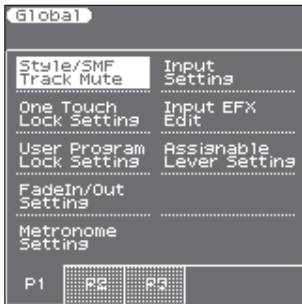 Global
Style/SMF
Track Mute
Input
Setting
One Touch
Lock Setting
Input EFX
Edit
User Program
Lock Setting
Assignable
Lever Setting
FadeIn/Out
Setting
Metronome
Setting
P1 P2 P3